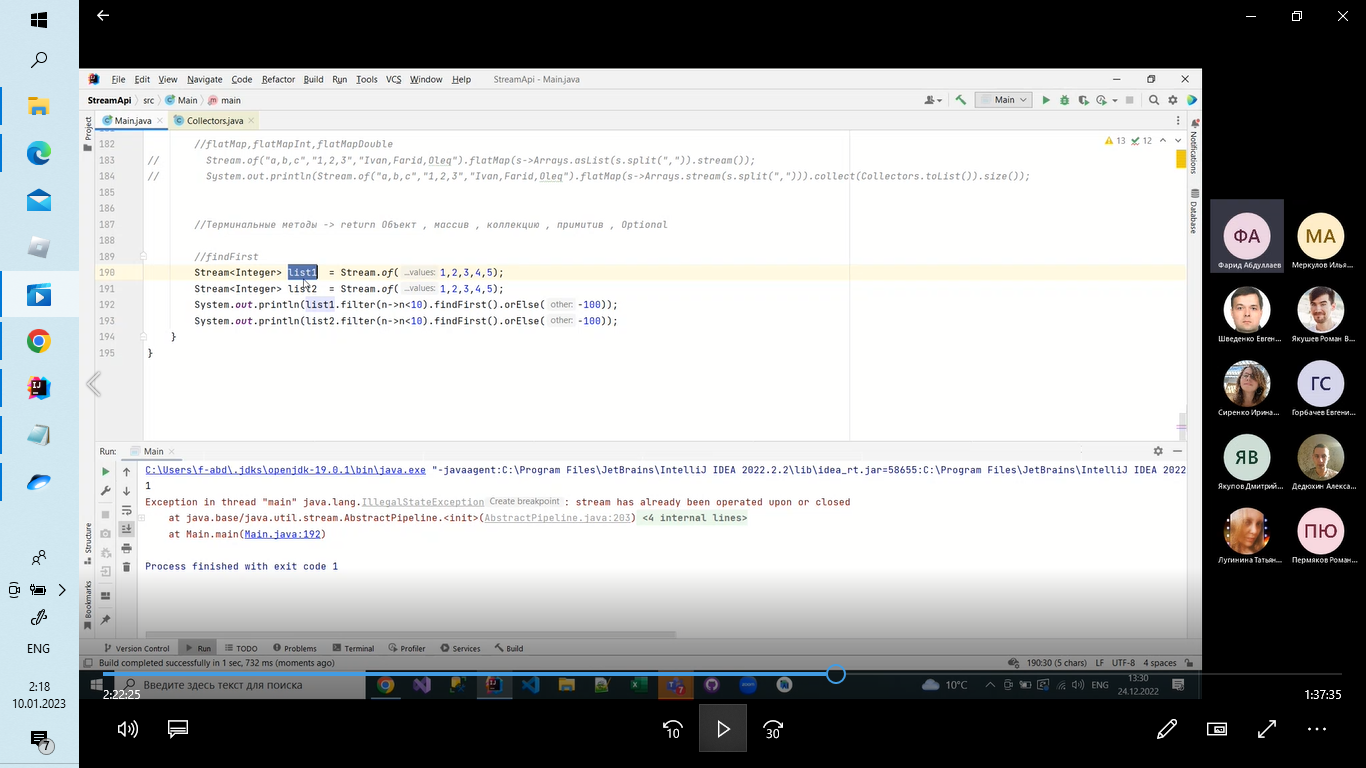 File Edit View Navigate Code Refactor Build Run Tools VCS Window Help StreamApi - Main.java
StreamApi src Main main
Main
Main.java Collectors.java
Project
13 12
182 //flatMap,flatMapInt,flatMapDouble
183 // Stream.of("a,b,c","1,2,3","Ivan,Farid,Oleq").flatMap(s->Arrays.asList(s.split(",")).stream());
184 // System.out.println(Stream.of("a,b,c","1,2,3","Ivan,Farid,Oleq").flatMap(s->Arrays.stream(s.split(","))).collect(Collectors.toList()).size());
185
186
187 //Терминальные методы -> return Объект , массив , коллекцию , примитив , Optional
188
189 //findFirst
190 Stream<Integer> list1 = Stream.of( ...values: 1,2,3,4,5);
191 Stream<Integer> list2 = Stream.of( ...values: 1,2,3,4,5);
192 System.out.println(list1.filter(n->n<10).findFirst().orElse( other: -100));
193 System.out.println(list2.filter(n->n<10).findFirst().orElse( other: -100));
194 }
195 }
Notifications
Database
Run: Main
C:\Users\f-abd\.jdks\openjdk-19.0.1\bin\java.exe "-javaagent:C:\Program Files\JetBrains\IntelliJ IDEA 2022.2.2\lib\idea_rt.jar=58655:C:\Program Files\JetBrains\IntelliJ IDEA 2022
1
Exception in thread "main" java.lang.IllegalStateException Create breakpoint : stream has already been operated upon or closed
at java.base/java.util.stream.AbstractPipeline.<init>(AbstractPipeline.java:203) <4 internal lines>
at Main.main(Main.java:192)
Process finished with exit code 1
Structure
Bookmarks
Version Control Run TODO Problems Terminal Profiler Services Build
Build completed successfully in 1 sec, 732 ms (moments ago) 190:30 (5 chars) LF UTF-8 4 spaces
Введите здесь текст для поиска
7
10°C ENG
13:30
24.12.2022
2:22:25
1:37:35
10
30
ФА МА
Фарид Абдуллаев Меркулов Илья...
Шведенко Евген... Якушев Роман В...
ГС
Сиренко Ирина... Горбачев Евгени...
ЯВ
Якупов Дмитрий... Дедюхин Алекса...
ПЮ
Лугинина Татьян... Пермяков Роман...
ENG
2:18
10.01.2023
7